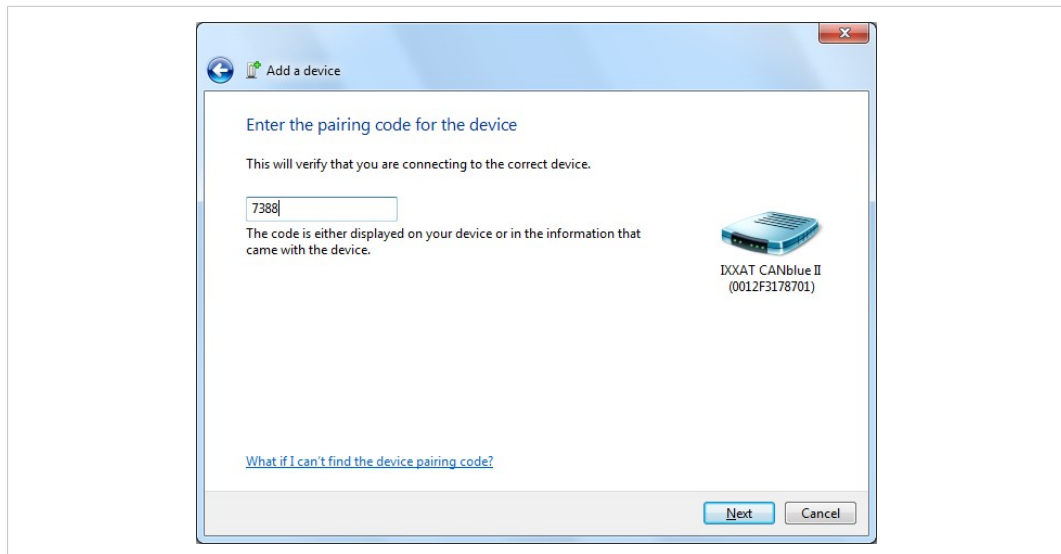 Add a device
Enter the pairing code for the device
This will verify that you are connecting to the correct device.
7388
The code is either displayed on your device or in the information that
came with the device.
IXXAT CANblue II
(0012F3178701)
What if I can't find the device pairing code?
Next
Cancel